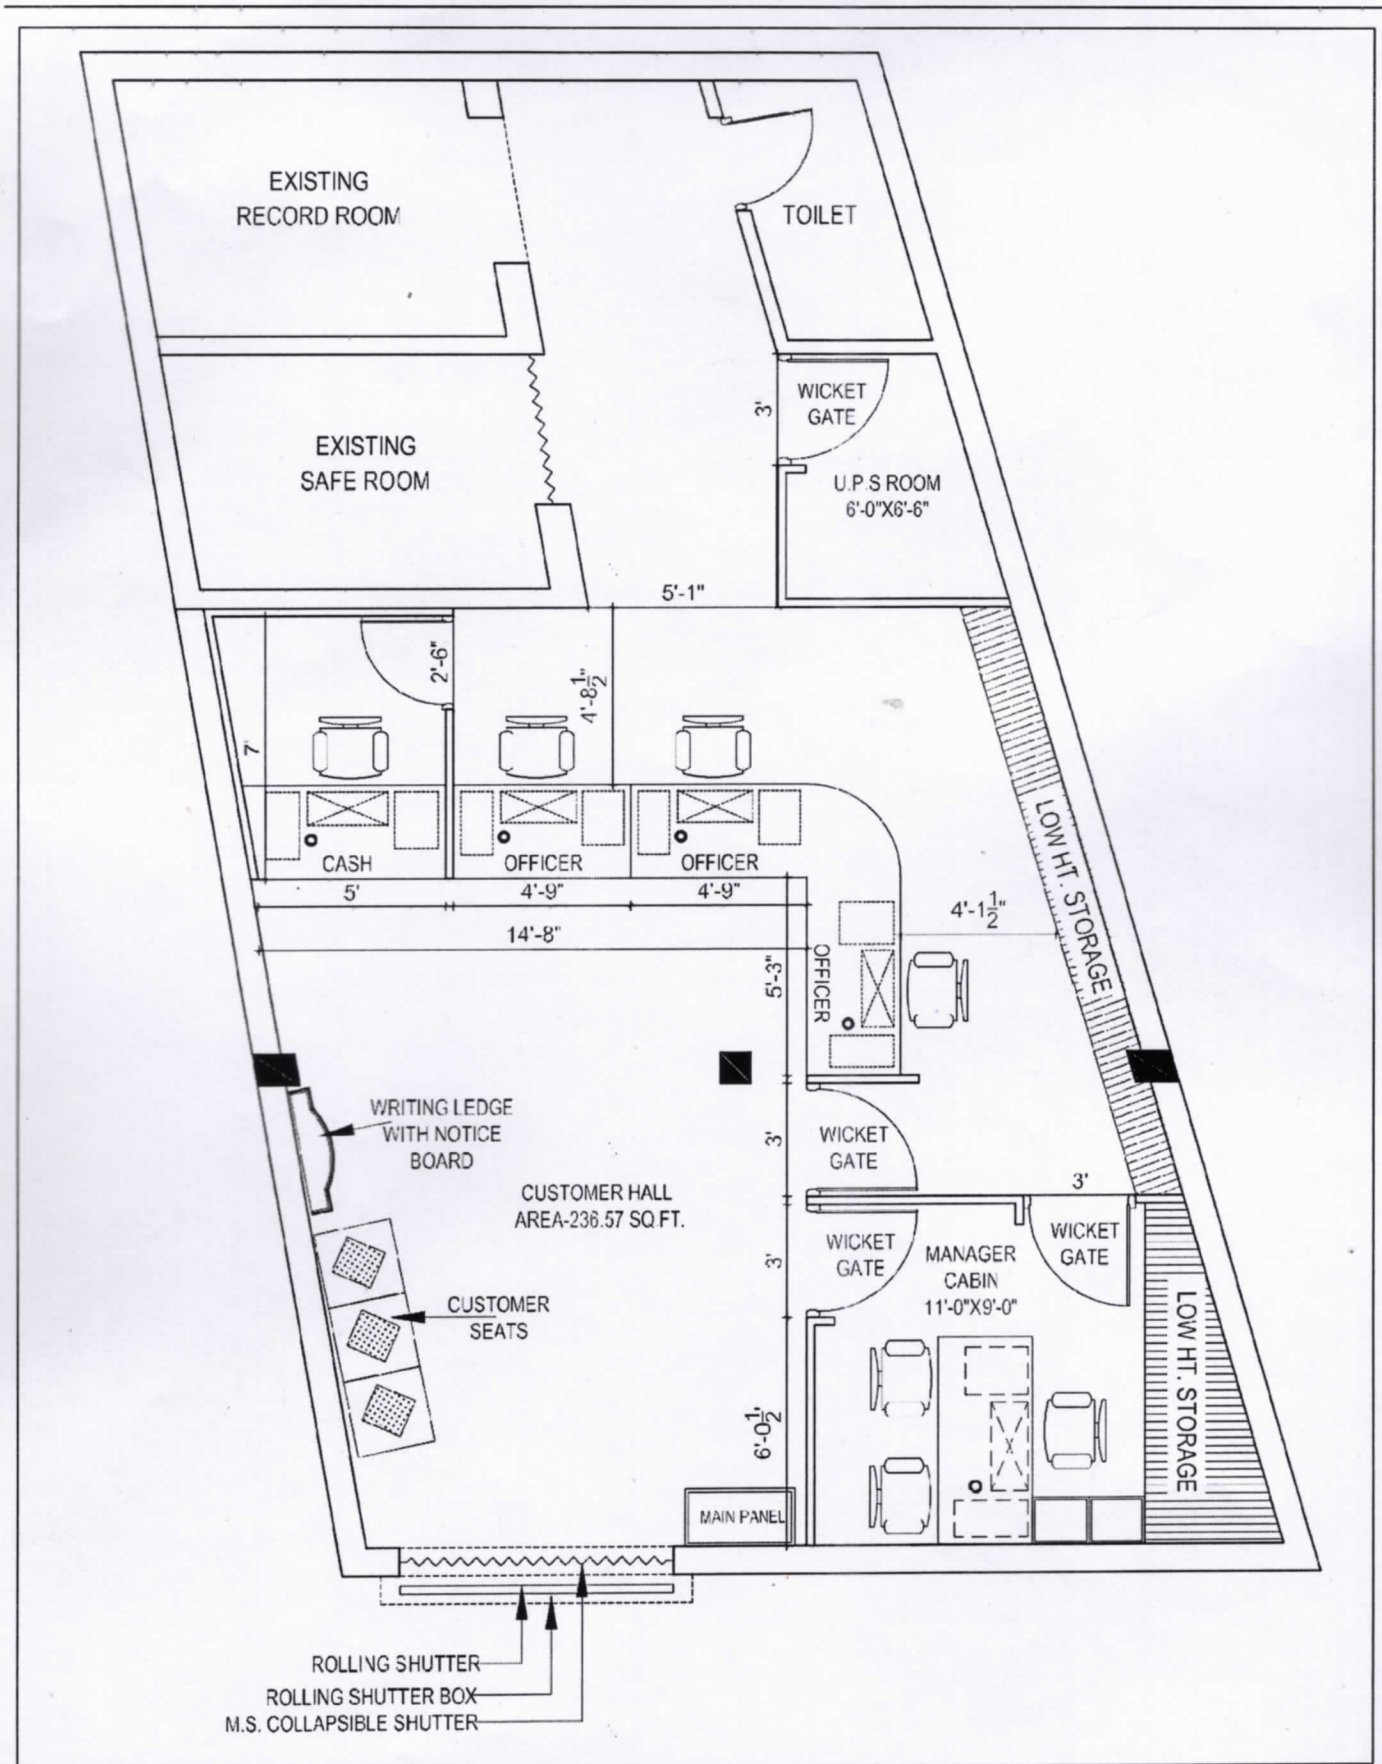 EXISTING
RECORD ROOM
TOILET
WICKET
GATE
3'
EXISTING
SAFE ROOM
U.P.S ROOM
6'-0"X6'-6"
5'-1"
2'-6"
4'-8½"
7'
LOW HT. STORAGE
CASH
OFFICER
OFFICER
5'
4'-9"
4'-9"
4'-1½"
14'-8"
5'-3"
OFFICER
WRITING LEDGE
WITH NOTICE
BOARD
3'
WICKET
GATE
CUSTOMER HALL
AREA-236.57 SQ.FT.
3'
3'
WICKET
GATE
MANAGER
CABIN
11'-0"X9'-0"
WICKET
GATE
CUSTOMER
SEATS
LOW HT. STORAGE
6'-0½"
MAIN PANEL
ROLLING SHUTTER
ROLLING SHUTTER BOX
M.S. COLLAPSIBLE SHUTTER